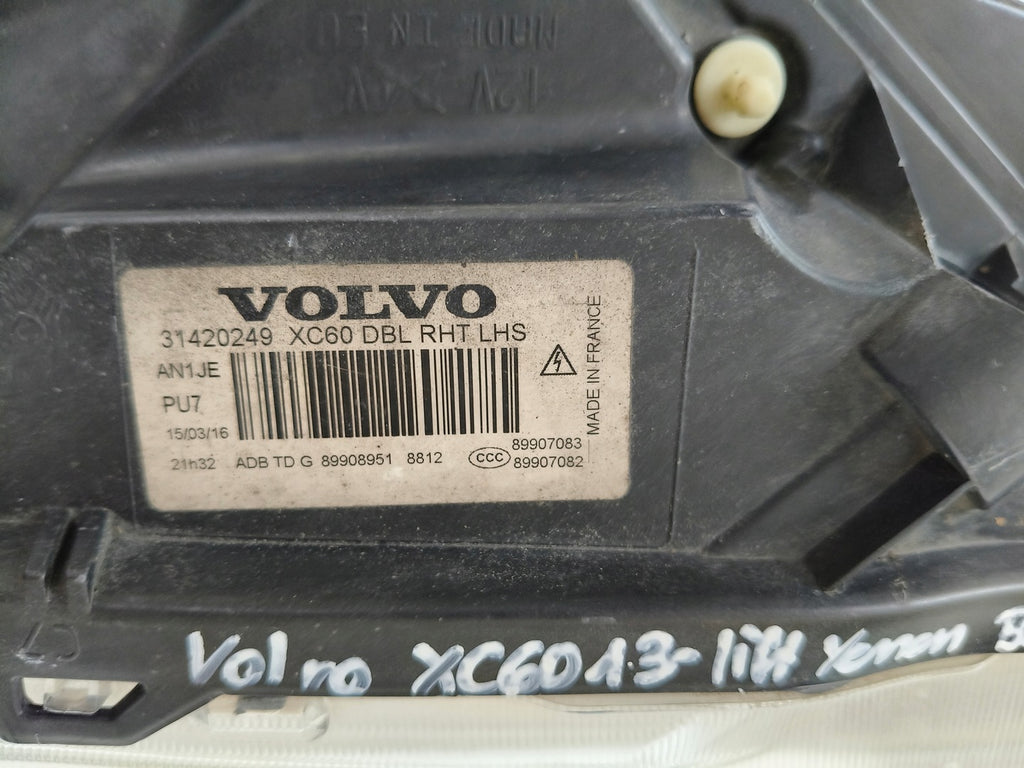 MADE IN EU
12V 24V
VOLVO
31420249 XC60 DBL RHT LHS
AN1JE
PU7
15/03/16
21h32 ADB TD G 89908951 8812 CCC 89907083
89907082
MADE IN FRANCE
Volvo XC60 13- lift Xenon